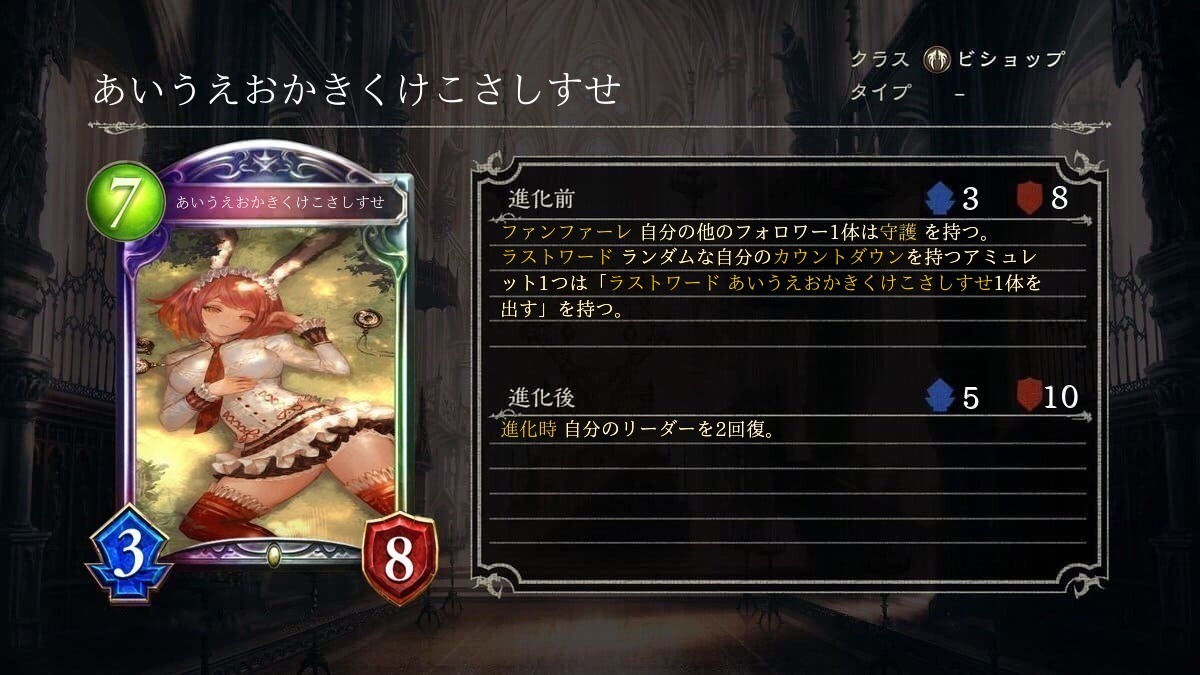 あいうえおかきくけこさしすせ
クラス ビショップ
タイプ -
7
あいうえおかきくけこさしすせ
3
8
進化前 3 8
ファンファーレ 自分の他のフォロワー1体は守護 を持つ。
ラストワード ランダムな自分のカウントダウンを持つアミュレ
ット1つは「ラストワード あいうえおかきくけこさしすせ1体を
出す」を持つ。
進化後 5 10
進化時 自分のリーダーを2回復。